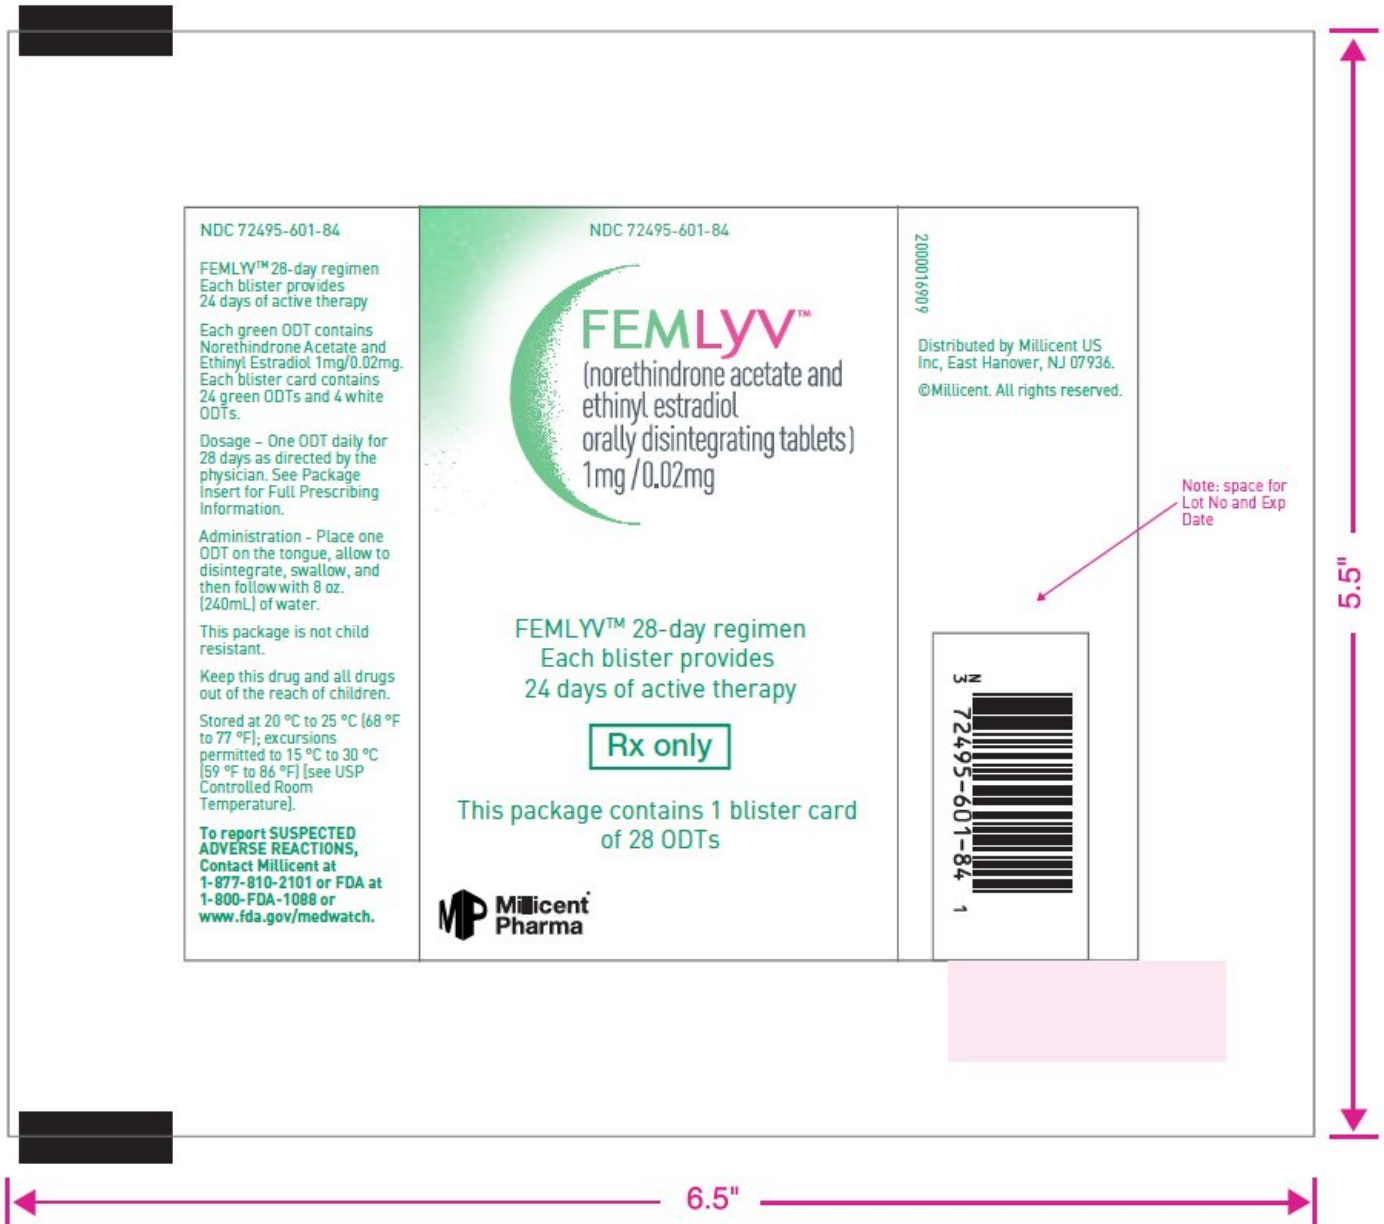 NDC 72495-601-84
FEMLYV™ 28-day regimen
Each blister provides
24 days of active therapy
Each green ODT contains
Norethindrone Acetate and
Ethinyl Estradiol 1mg/0.02mg.
Each blister card contains
24 green ODTs and 4 white
ODTs.
Dosage – One ODT daily for
28 days as directed by the
physician. See Package
Insert for Full Prescribing
Information.
Administration - Place one
ODT on the tongue, allow to
disintegrate, swallow, and
then follow with 8 oz.
(240mL) of water.
This package is not child
resistant.
Keep this drug and all drugs
out of the reach of children.
Stored at 20 °C to 25 °C (68 °F
to 77 °F); excursions
permitted to 15 °C to 30 °C
(59 °F to 86 °F) [see USP
Controlled Room
Temperature].
To report SUSPECTED
ADVERSE REACTIONS,
Contact Millicent at
1-877-810-2101 or FDA at
1-800-FDA-1088 or
www.fda.gov/medwatch.
NDC 72495-601-84
FEMLYV™
(norethindrone acetate and
ethinyl estradiol
orally disintegrating tablets)
1mg/0.02mg
FEMLYV™ 28-day regimen
Each blister provides
24 days of active therapy
Rx only
This package contains 1 blister card
of 28 ODTs
MP Millicent
Pharma
2000016909
Distributed by Millicent US
Inc, East Hanover, NJ 07936.
©Millicent. All rights reserved.
Note: space for
Lot No and Exp
Date
N
3 72495-601-84 1
5.5"
6.5"